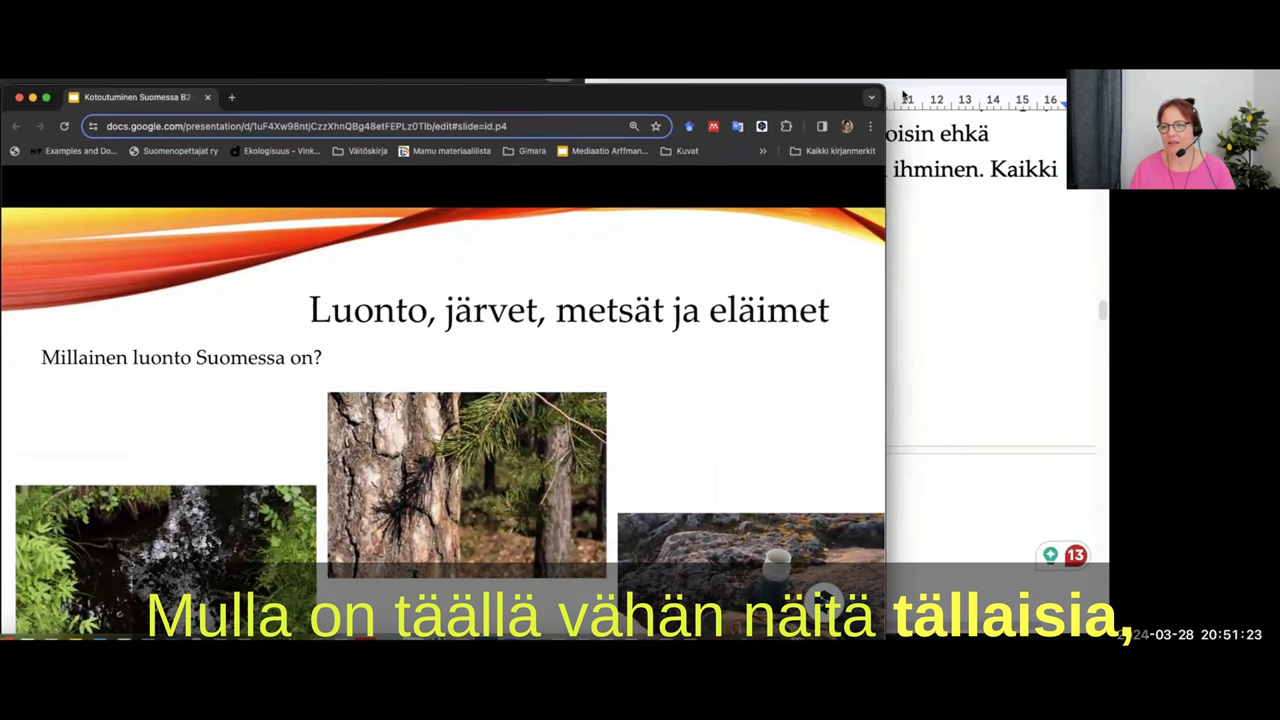 Kotoutuminen Suomessa B2-
docs.google.com/presentation/d/1uF4Xw98ntjCzzXhnQBg48etFEPLz0Tlb/edit#slide=id.p4
Examples and Do...
Suomenopettajat ry
Ekologisuus - Vink...
Väitöskirja
Mamu materiaalilista
Gimara
Mediaatio Arffman...
Kuvat
»
Kaikki kirjanmerkit
11 12 13 14 15 16
oisin ehkä
ihminen. Kaikki
Luonto, järvet, metsät ja eläimet
Millainen luonto Suomessa on?
13
Mulla on täällä vähän näitä tällaisia,
24-03-28 20:51:23